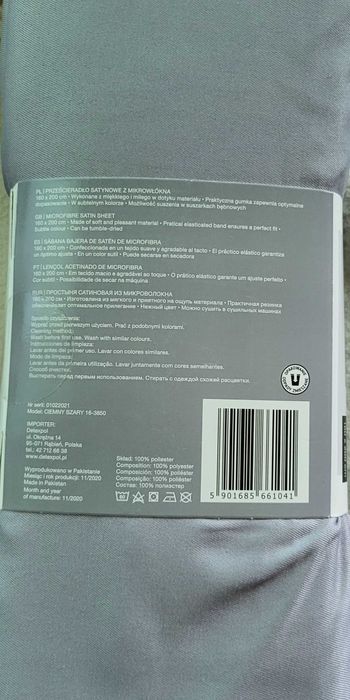 PL | PRZEŚCIERADŁO SATYNOWE Z MIKROWŁÓKNA
160 x 200 cm • Wykonane z miękkiego i miłego w dotyku materiału • Praktyczna gumka zapewnia optymalne
dopasowanie • W subtelnym kolorze • Możliwość suszenia w suszarkach bębnowych
GB | MICROFIBRE SATIN SHEET
160 x 200 cm • Made of soft and pleasant material • Pratical elasticated band ensures a perfect fit •
Subtle colour • Can be tumble-dried
ES | SÁBANA BAJERA DE SATÉN DE MICROFIBRA
160 x 200 cm • Confeccionada en un tejido suave y agradable al tacto • El práctico elástico garantiza
un óptimo ajuste • En un color sutil • Puede secarse en secadora
PT | LENÇOL ACETINADO DE MICROFIBRA
160 x 200 cm • Em tecido macio e agradável ao toque • O prático elástico garante um ajuste perfeito •
Cor subtil • Possibilidade de secar na máquina
RUS | ПРОСТЫНЯ САТИНОВАЯ ИЗ МИКРОВОЛОКНА
160 x 200 см • Изготовлена из мягкого и приятного на ощупь материала • Практичная резинка
обеспечивает оптимальное прилегание • Нежный цвет • Можно сушить в сушильных машинах
Sposób czyszczenia:
Wyprać przed pierwszym użyciem. Prać z podobnymi kolorami.
Cleaning method:
Wash before first use. Wash with similar colours.
Instrucciones de limpieza:
Lavar antes del primer uso. Lavar con colores similares.
Modo de limpeza:
Lavar antes da primeira utilização. Lavar juntamente com cores semelhantes.
Способ очистки:
Выстирать перед первым использованием. Стирать с одеждой схожей расцветки.
Nr serii: 01022021
Model: CIEMNY SZARY 16-3850
IMPORTER:
Detexpol
ul. Okrężna 14
95-071 Rąbień, Polska
tel.: 42 712 66 38
www.detexpol.pl
Wyprodukowano w Pakistanie
Miesiąc i rok produkcji: 11/2020
Made in Pakistan
Month and year
of manufacture: 11/2020
Skład: 100% poliester
Composition: 100% polyester
Composición: 100% poliéster
Composição: 100% poliéster
Состав: 100% полиэстер
5 901685 661041